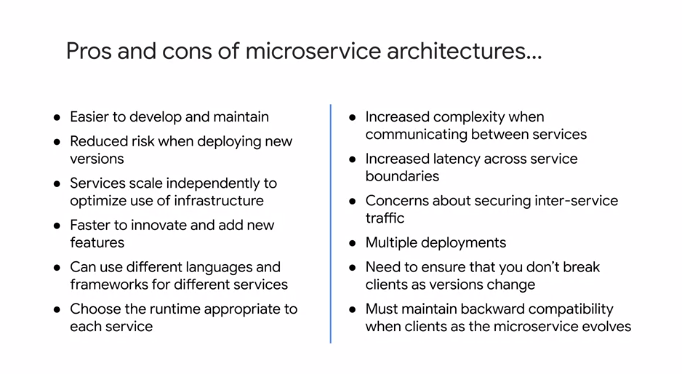 Pros and cons of microservice architectures...
● Easier to develop and maintain
● Reduced risk when deploying new
versions
● Services scale independently to
optimize use of infrastructure
● Faster to innovate and add new
features
● Can use different languages and
frameworks for different services
● Choose the runtime appropriate to
each service
● Increased complexity when
communicating between services
● Increased latency across service
boundaries
● Concerns about securing inter-service
traffic
● Multiple deployments
● Need to ensure that you don't break
clients as versions change
● Must maintain backward compatibility
when clients as the microservice evolves